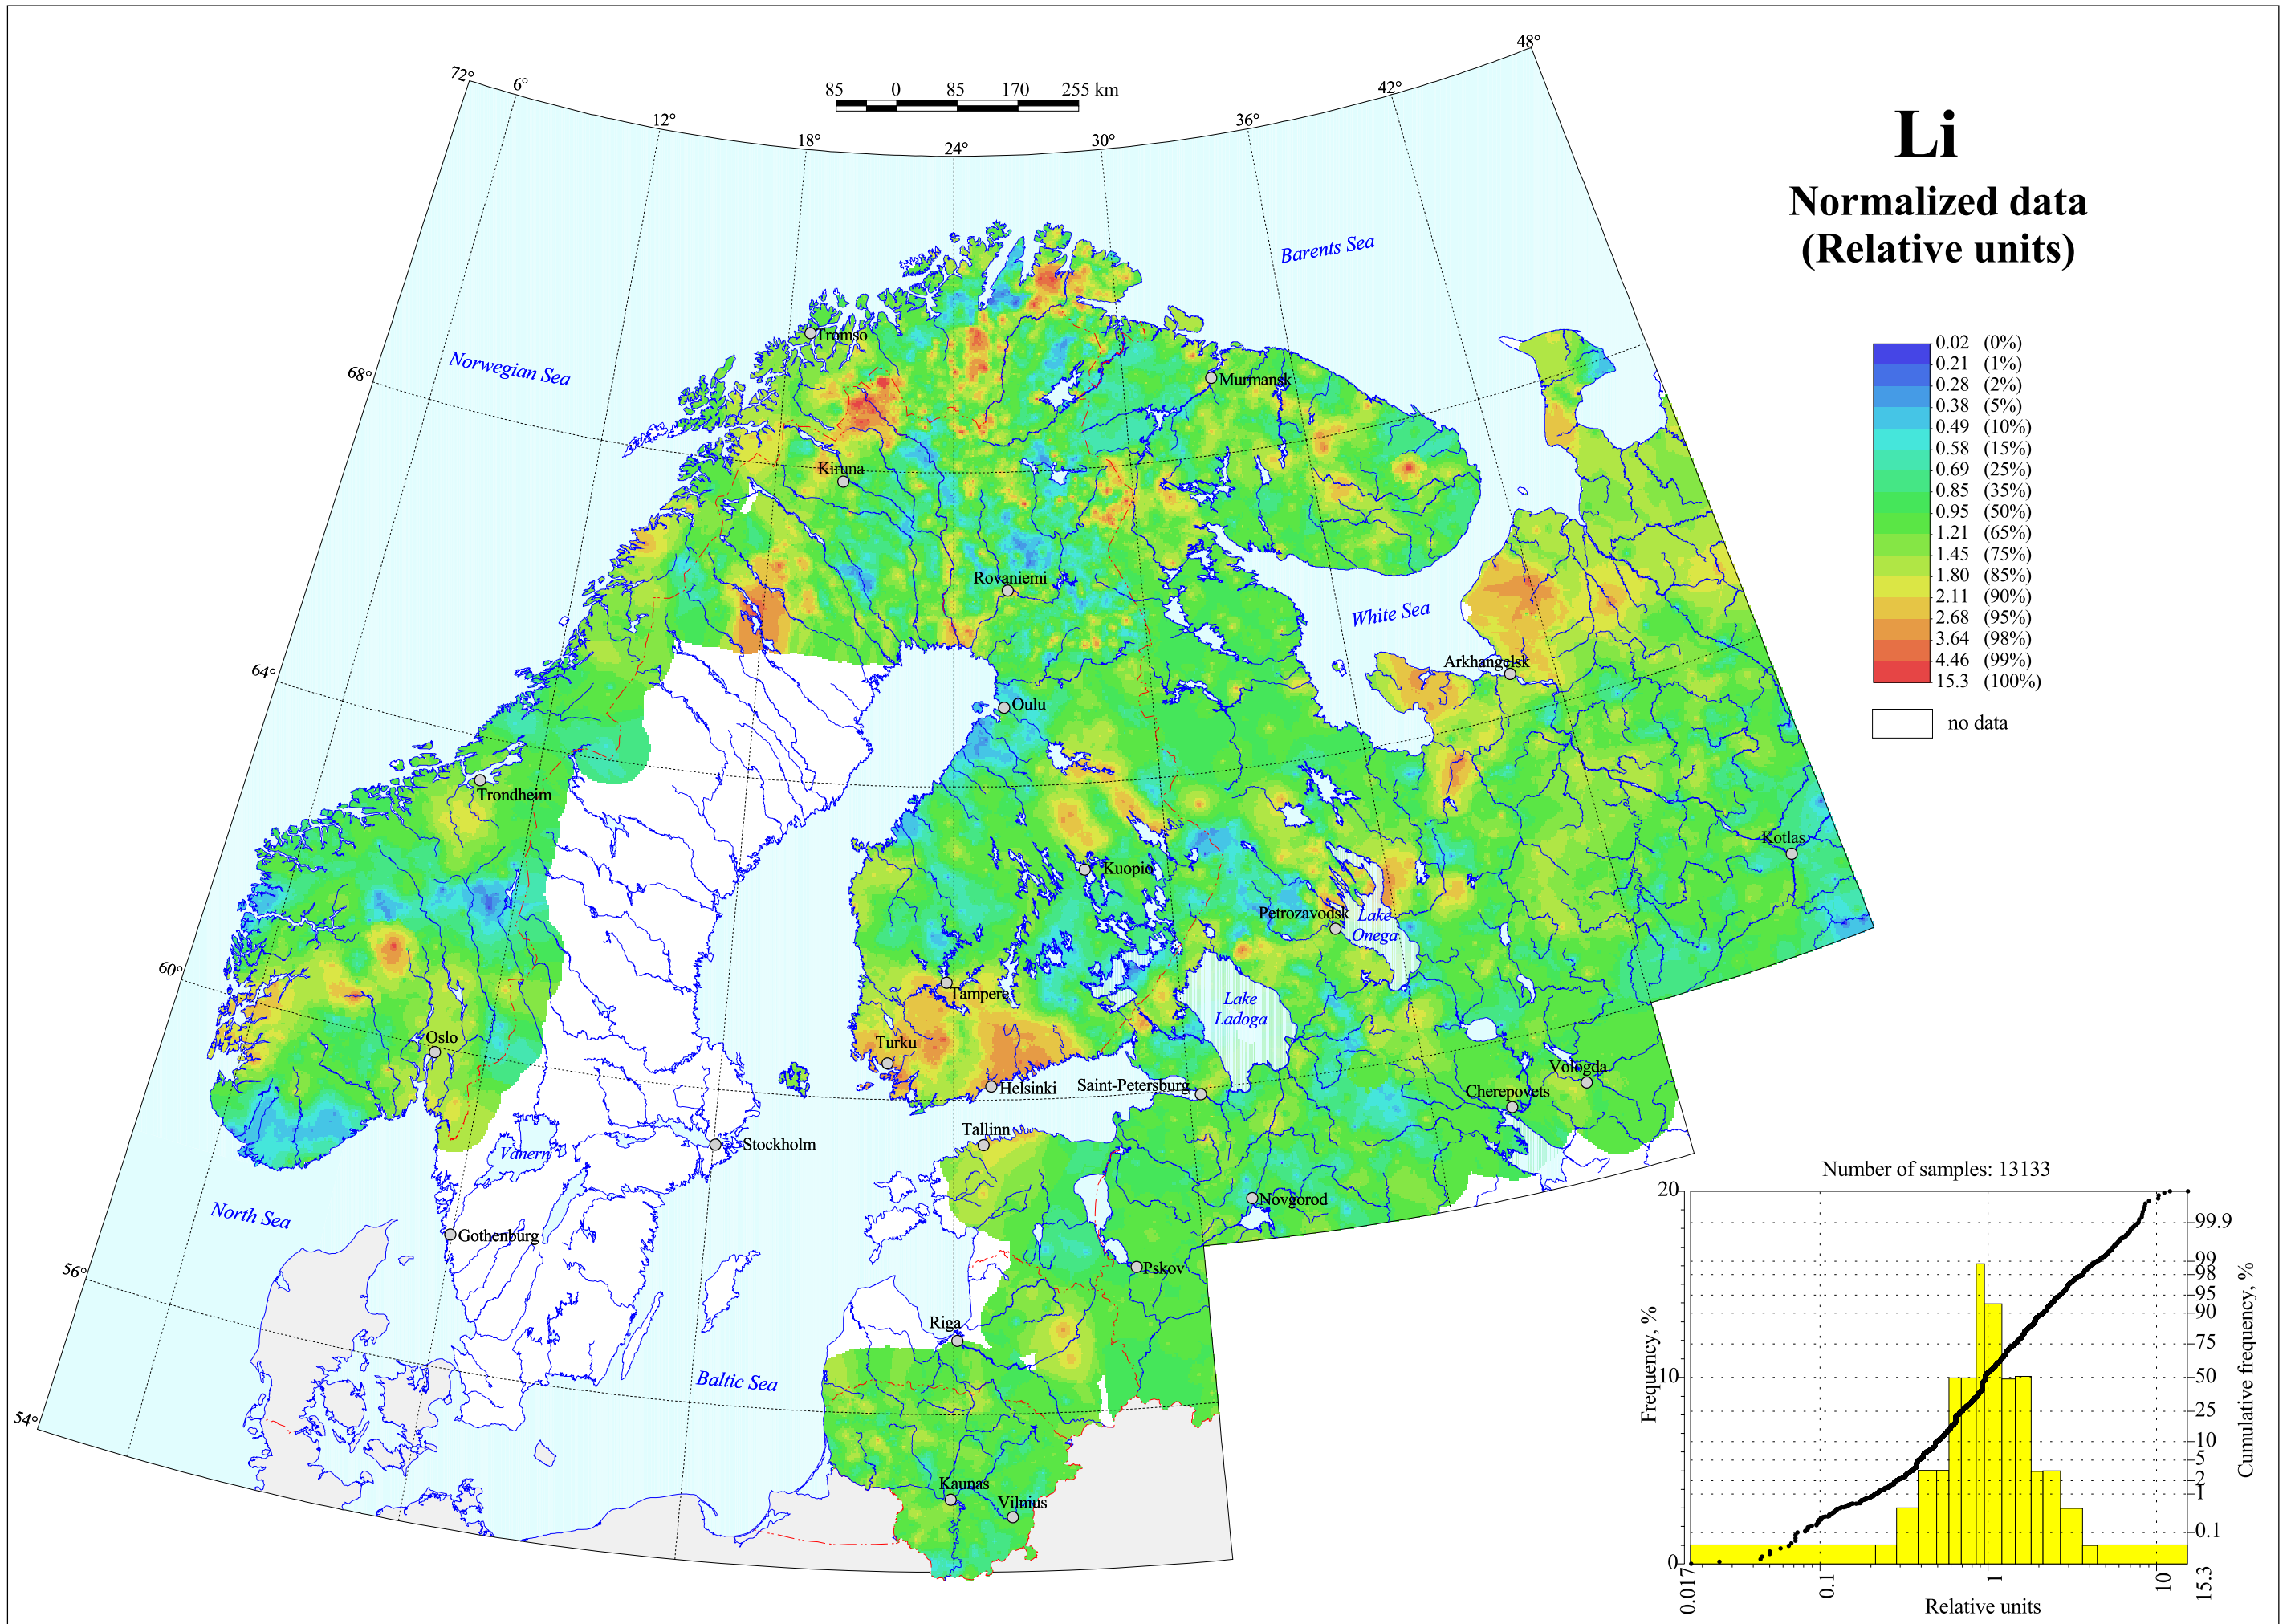 48°
72°
6°
42°
85 0 85 170 255 km
12°
36°
18°
30°
24°
Li
Normalized data
(Relative units)
Barents Sea
Tromso
Norwegian Sea
68°
Murmansk
Kiruna
Rovaniemi
White Sea
Arkhangelsk
64°
Oulu
Trondheim
Kotlas
Kuopio
Petrozavodsk
Lake
Onega
60°
Tampere
Lake
Ladoga
Oslo
Turku
Helsinki
Saint-Petersburg
Vologda
Cherepovets
Tallinn
Stockholm
Vänern
Novgorod
North Sea
Gothenburg
Pskov
56°
Riga
Baltic Sea
54°
Kaunas
Vilnius
0.02 (0%)
0.21 (1%)
0.28 (2%)
0.38 (5%)
0.49 (10%)
0.58 (15%)
0.69 (25%)
0.85 (35%)
0.95 (50%)
1.21 (65%)
1.45 (75%)
1.80 (85%)
2.11 (90%)
2.68 (95%)
3.64 (98%)
4.46 (99%)
15.3 (100%)
no data
Number of samples: 13133
20
10
0
Frequency, %
99.9
99
98
95
90
75
50
25
10
5
2
1
0.1
Cumulative frequency, %
0.017
0.1
1
10
15.3
Relative units